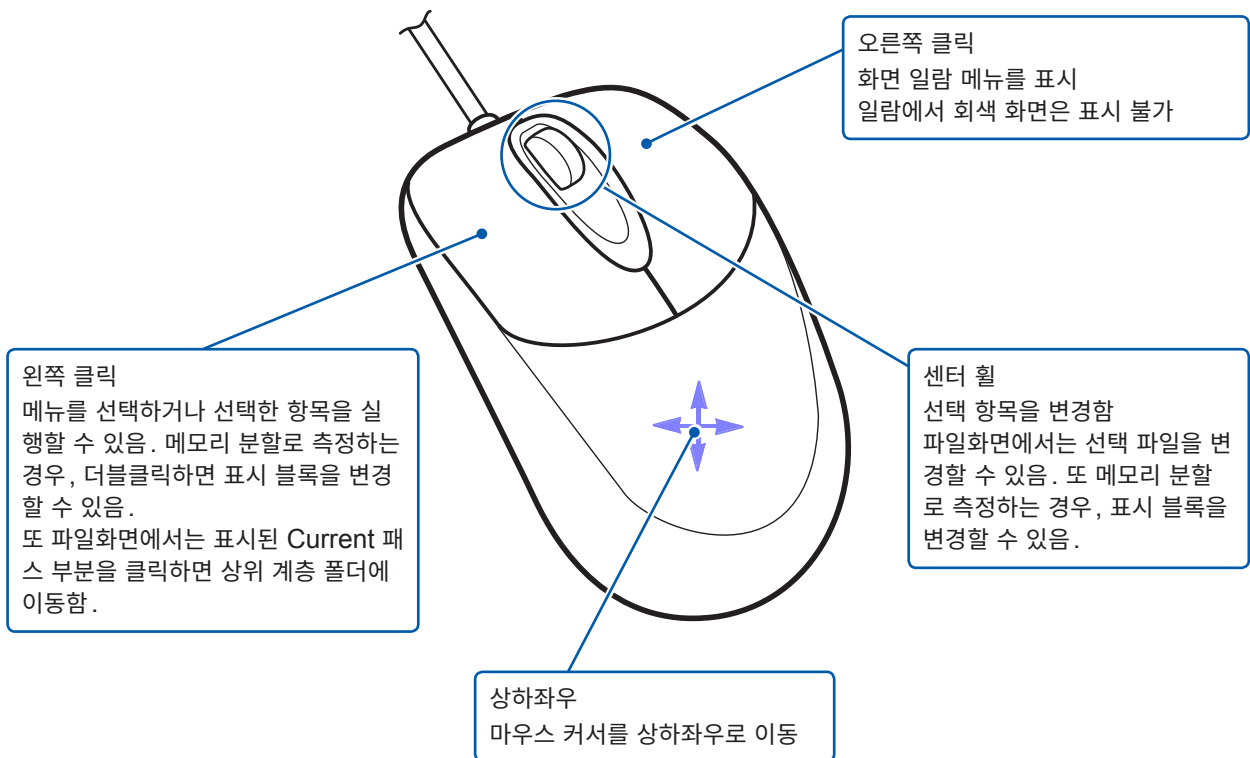 오른쪽 클릭
화면 일람 메뉴를 표시
일람에서 회색 화면은 표시 불가
왼쪽 클릭
메뉴를 선택하거나 선택한 항목을 실
행할 수 있음. 메모리 분할로 측정하는
경우, 더블클릭하면 표시 블록을 변경
할 수 있음.
또 파일화면에서는 표시된 Current 패
스 부분을 클릭하면 상위 계층 폴더에
이동함.
센터 휠
선택 항목을 변경함
파일화면에서는 선택 파일을 변
경할 수 있음. 또 메모리 분할
로 측정하는 경우, 표시 블록을
변경할 수 있음.
상하좌우
마우스 커서를 상하좌우로 이동